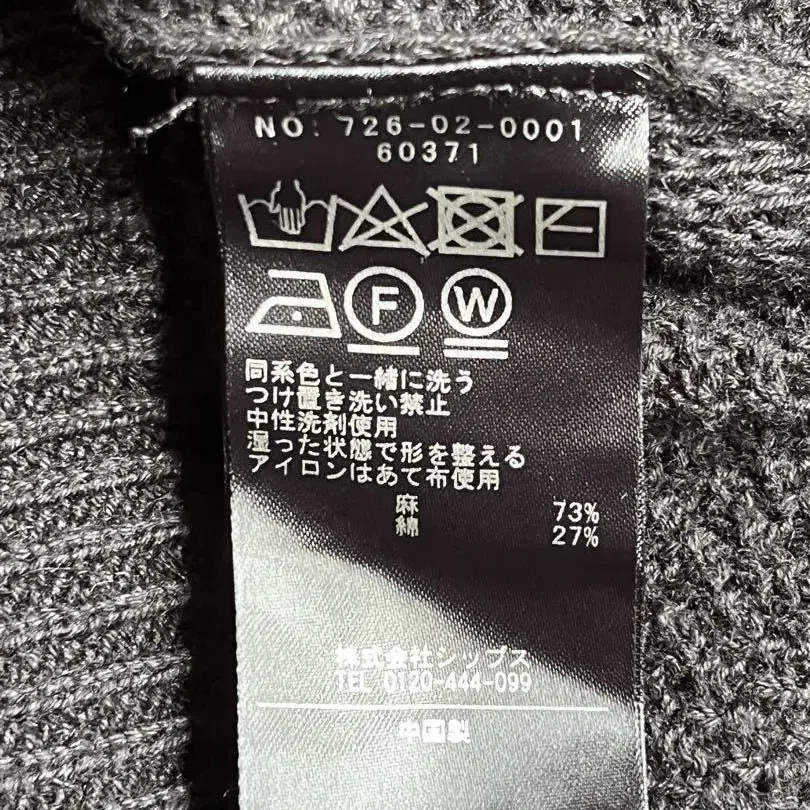 NO: 726-02-0001
60371
F W
同系色と一緒に洗う
つけ置き洗い禁止
中性洗剤使用
湿った状態で形を整える
アイロンはあて布使用
麻 73%
綿 27%
株式会社シップス
TEL 0120-444-099
中国製